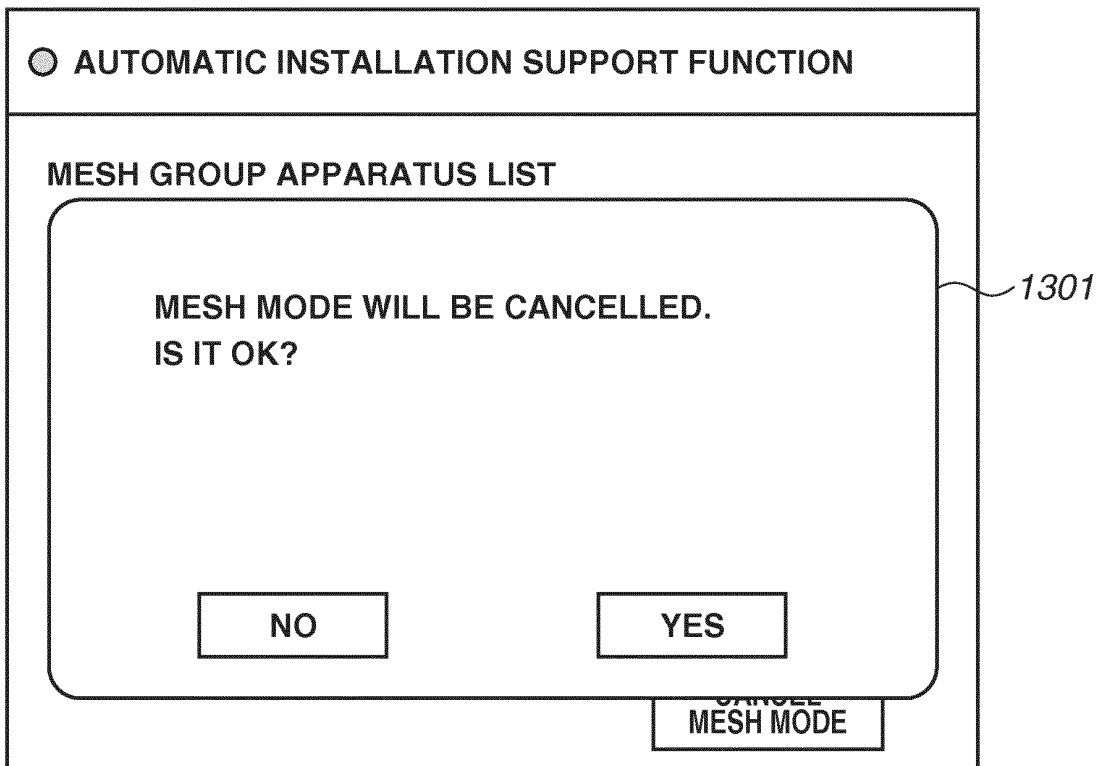 AUTOMATIC INSTALLATION SUPPORT FUNCTION
MESH GROUP APPARATUS LIST
1301
MESH MODE WILL BE CANCELLED.
IS IT OK?
NO
YES
CANCEL
MESH MODE